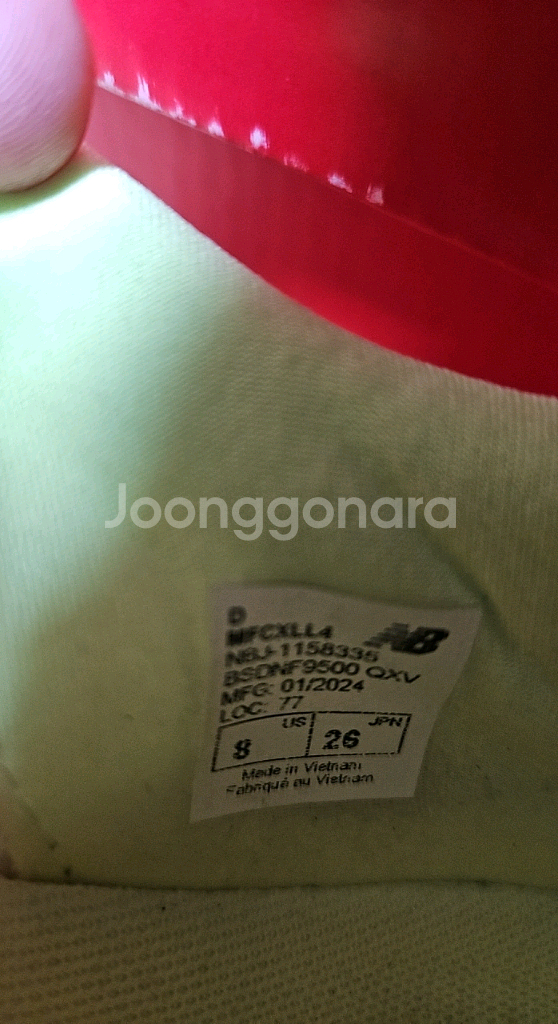 Joonggonara
D
MFCXLL4
NB
NBJ-1158335
BSDNF9500 QXV
MFG: 01/2024
LOC: 77
US JPN
8 26
Made in Vietnam
Fabriqué au Vietnam